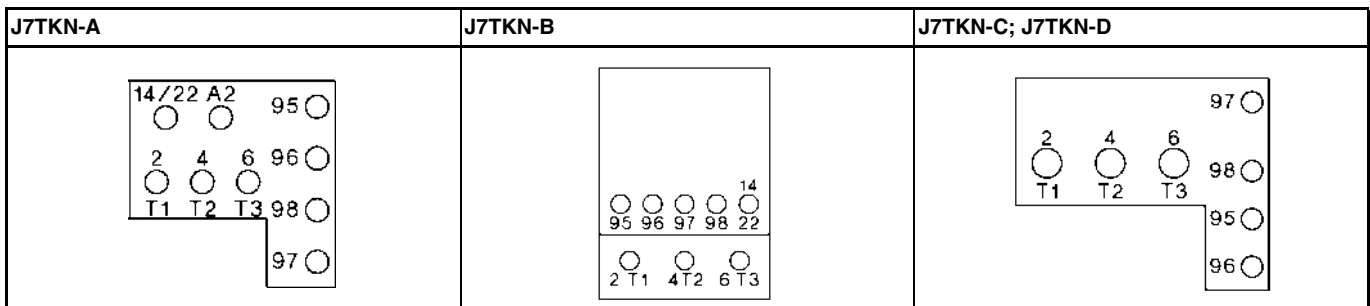 J7TKN-A
J7TKN-B
J7TKN-C; J7TKN-D
14/22 A2 95
2 4 6 96
T1 T2 T3 98
97
14
95 96 97 98 22
2 T1 4T2 6 T3
97
2 4 6
98
T1 T2 T3
95
96